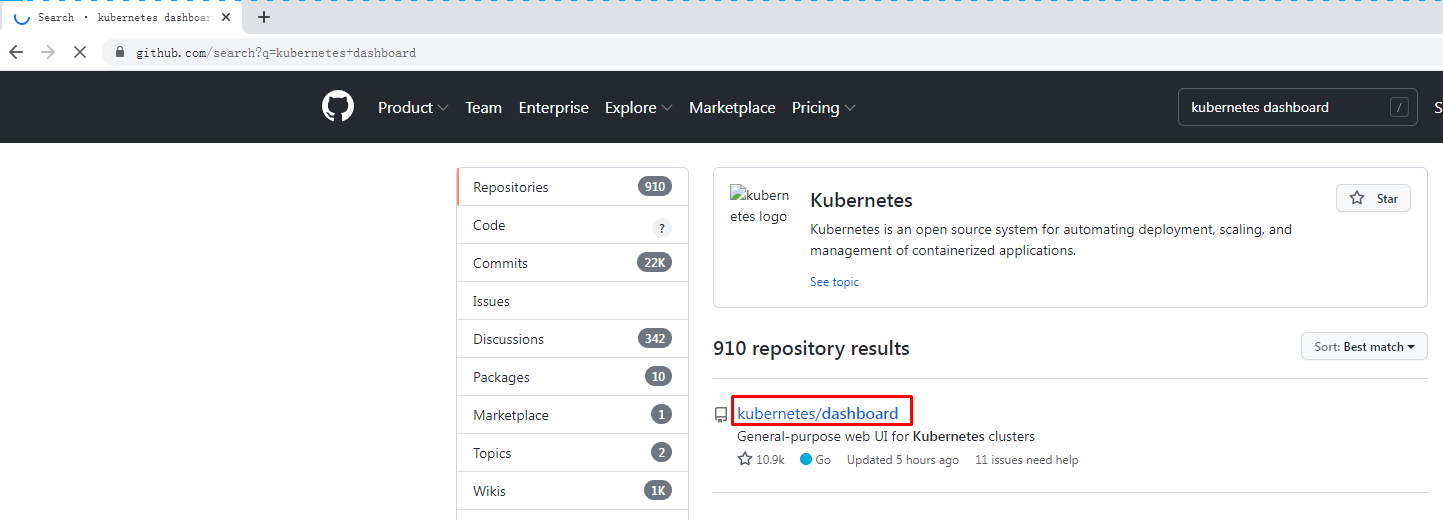 Search · kubernetes dashboar
github.com/search?q=kubernetes+dashboard
Product Team Enterprise Explore Marketplace Pricing kubernetes dashboard / S
Repositories 910
Code ?
Commits 22K
Issues
Discussions 342
Packages 10
Marketplace 1
Topics 2
Wikis 1K
kubern
etes logo
Kubernetes
Star
Kubernetes is an open source system for automating deployment, scaling, and
management of containerized applications.
See topic
910 repository results
Sort: Best match
kubernetes/dashboard
General-purpose web UI for Kubernetes clusters
10.9k Go Updated 5 hours ago 11 issues need help